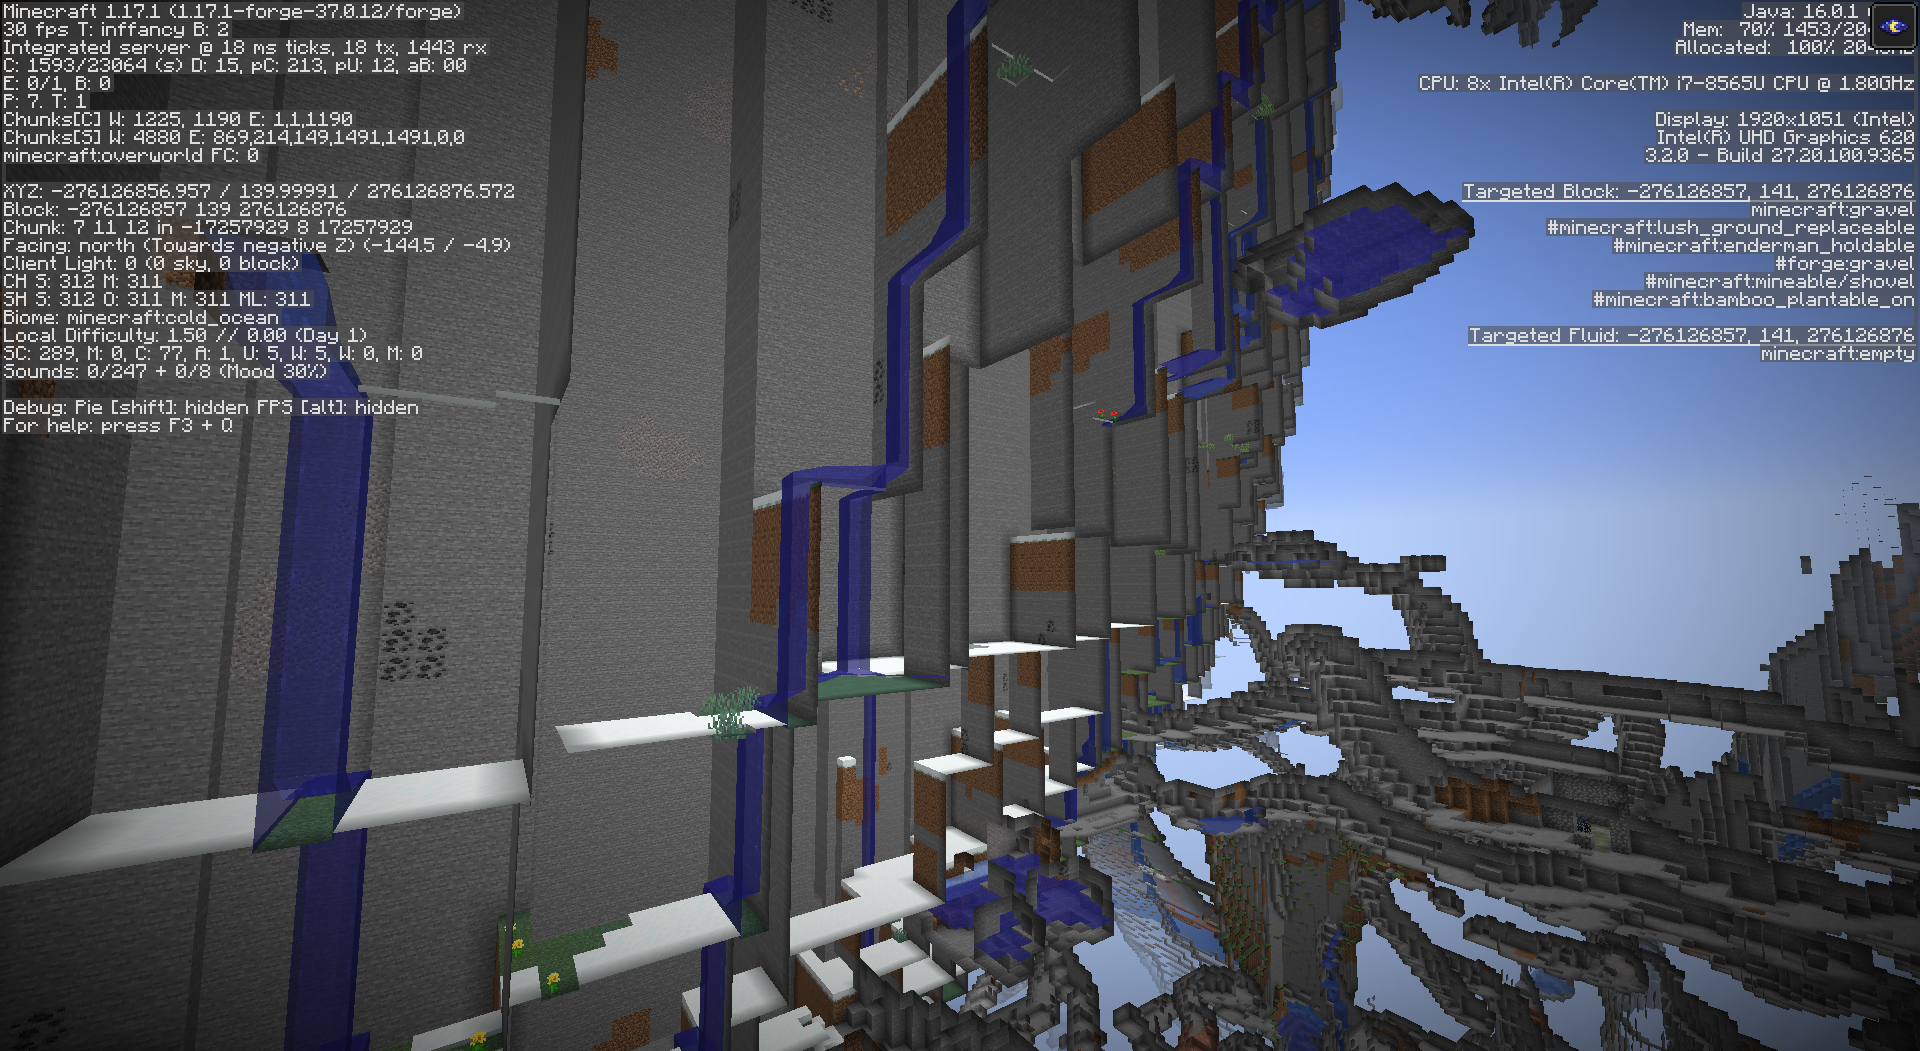 Minecraft 1.17.1 (1.17.1-forge-37.0.12/forge)
30 fps T: inffancy B: 2
Integrated server @ 18 ms ticks, 18 tx, 1443 rx
C: 1593/23064 (s) D: 15, pC: 213, pU: 12, aB: 00
E: 0/1, B: 0
P: 7. T: 1
Chunks[C] W: 1225, 1190 E: 1,1,1190
Chunks[S] W: 4880 E: 869,214,149,1491,1491,0,0
minecraft:overworld FC: 0
XYZ: -276126856.957 / 139.99991 / 276126876.572
Block: -276126857 139 276126876
Chunk: 7 11 12 in -17257929 8 17257929
Facing: north (Towards negative Z) (-144.5 / -4.9)
Client Light: 0 (0 sky, 0 block)
CH S: 312 M: 311
SH S: 312 O: 311 M: 311 ML: 311
Biome: minecraft:cold_ocean
Local Difficulty: 1.50 // 0.00 (Day 1)
SC: 289, M: 0, C: 77, A: 1, U: 5, W: 5, W: 0, M: 0
Sounds: 0/247 + 0/8 (Mood 30%)
Debug: Pie [shift]: hidden FPS [alt]: hidden
For help: press F3 + Q
Java: 16.0.1
Mem: 70% 1453/20
Allocated: 100% 20
CPU: 8x Intel(R) Core(TM) i7-8565U CPU @ 1.80GHz
Display: 1920x1051 (Intel)
Intel(R) UHD Graphics 620
3.2.0 - Build 27.20.100.9365
Targeted Block: -276126857, 141, 276126876
minecraft:gravel
#minecraft:lush_ground_replaceable
#minecraft:enderman_holdable
#forge:gravel
#minecraft:mineable/shovel
#minecraft:bamboo_plantable_on
Targeted Fluid: -276126857, 141, 276126876
minecraft:empty